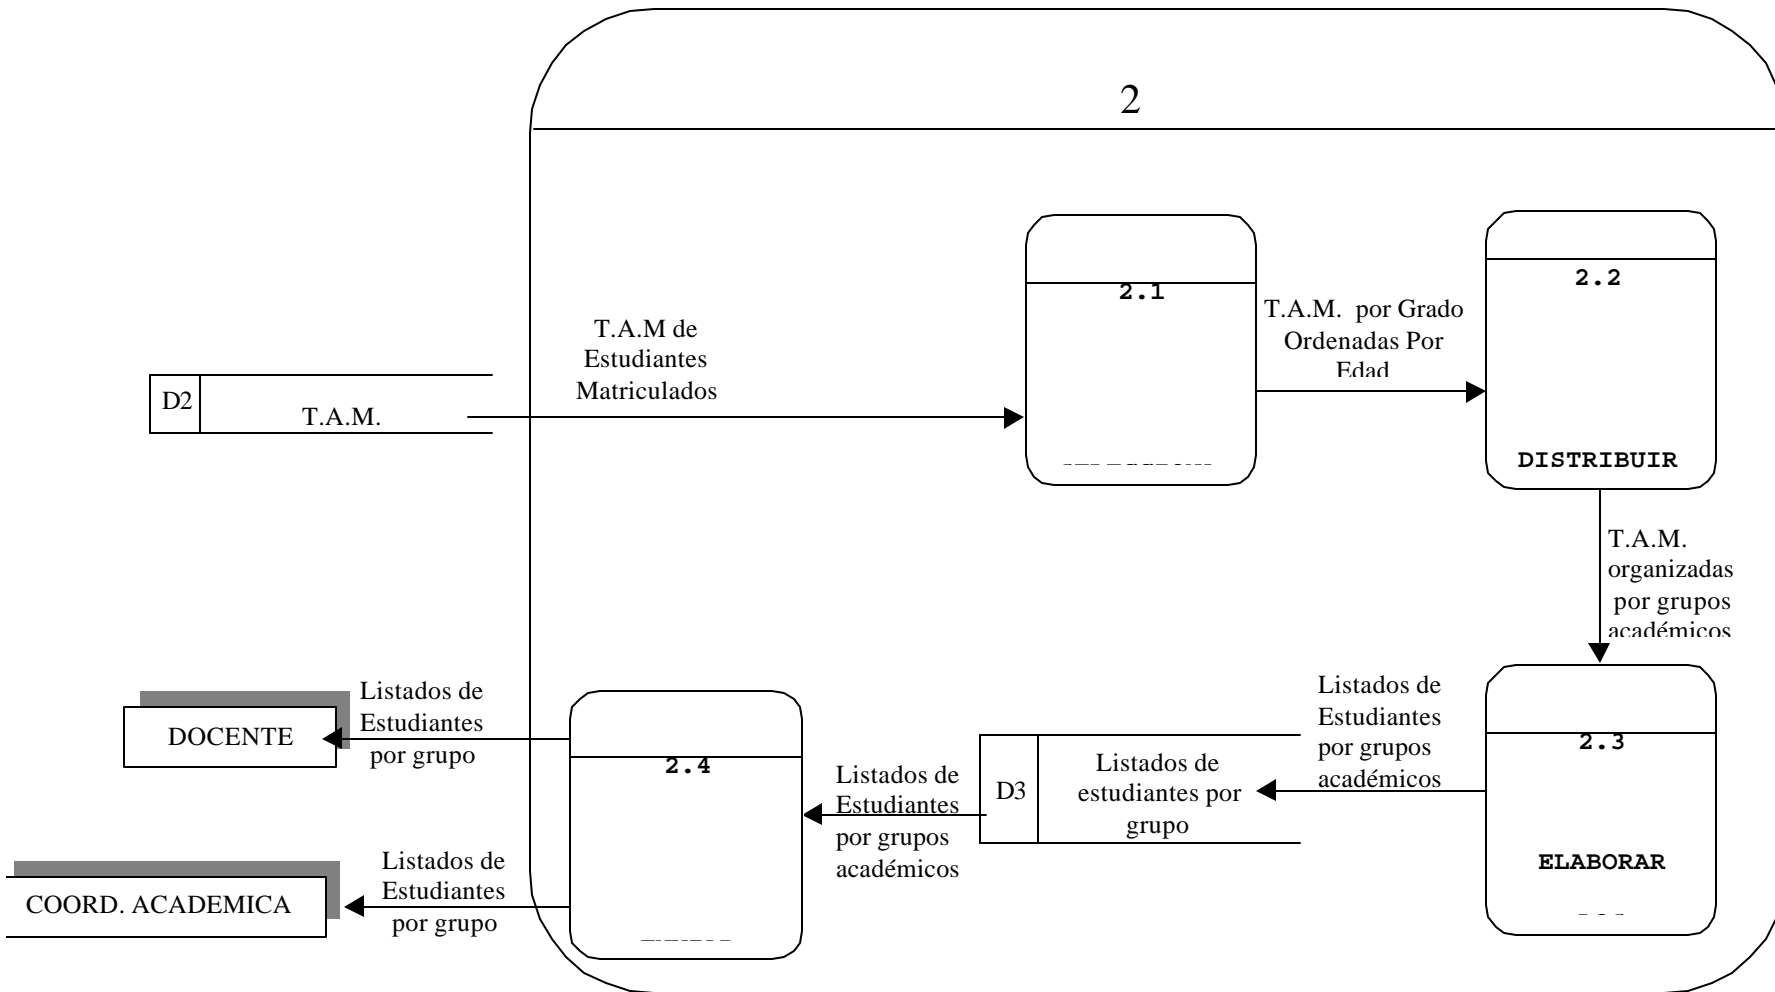 2
2.1
2.2
DISTRIBUIR
T.A.M. por Grado
Ordenadas Por
Edad
T.A.M de
Estudiantes
Matriculados
D2
T.A.M.
T.A.M.
organizadas
por grupos
académicos
2.3
ELABORAR
Listados de
Estudiantes
por grupos
académicos
D3
Listados de
estudiantes por
grupo
Listados de
Estudiantes
por grupos
académicos
2.4
Listados de
Estudiantes
por grupo
DOCENTE
Listados de
Estudiantes
por grupo
COORD. ACADEMICA